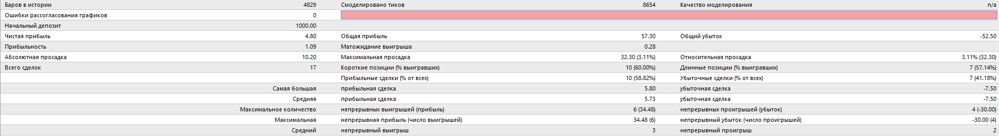 Баров в истории 4829 Смоделировано тиков 8654 Качество моделирования n/a
Ошибки рассогласования графиков 0
Начальный депозит 1000.00
Чистая прибыль 4.80 Общая прибыль 57.30 Общий убыток -52.50
Прибыльность 1.09 Матожидание выигрыша 0.28
Абсолютная просадка 10.20 Максимальная просадка 32.30 (3.11%) Относительная просадка 3.11% (32.30)
Всего сделок 17 Короткие позиции (% выигравших) 10 (60.00%) Длинные позиции (% выигравших) 7 (57.14%)
Прибыльные сделки (% от всех) 10 (58.82%) Убыточные сделки (% от всех) 7 (41.18%)
Самая большая прибыльная сделка 5.80 убыточная сделка -7.50
Средняя прибыльная сделка 5.73 убыточная сделка -7.50
Максимальное количество непрерывных выигрышей (прибыль) 6 (34.48) непрерывных проигрышей (убыток) 4 (-30.00)
Максимальная непрерывная прибыль (число выигрышей) 34.48 (6) непрерывный убыток (число проигрышей) -30.00 (4)
Средний непрерывный выигрыш 3 непрерывный проигрыш 2